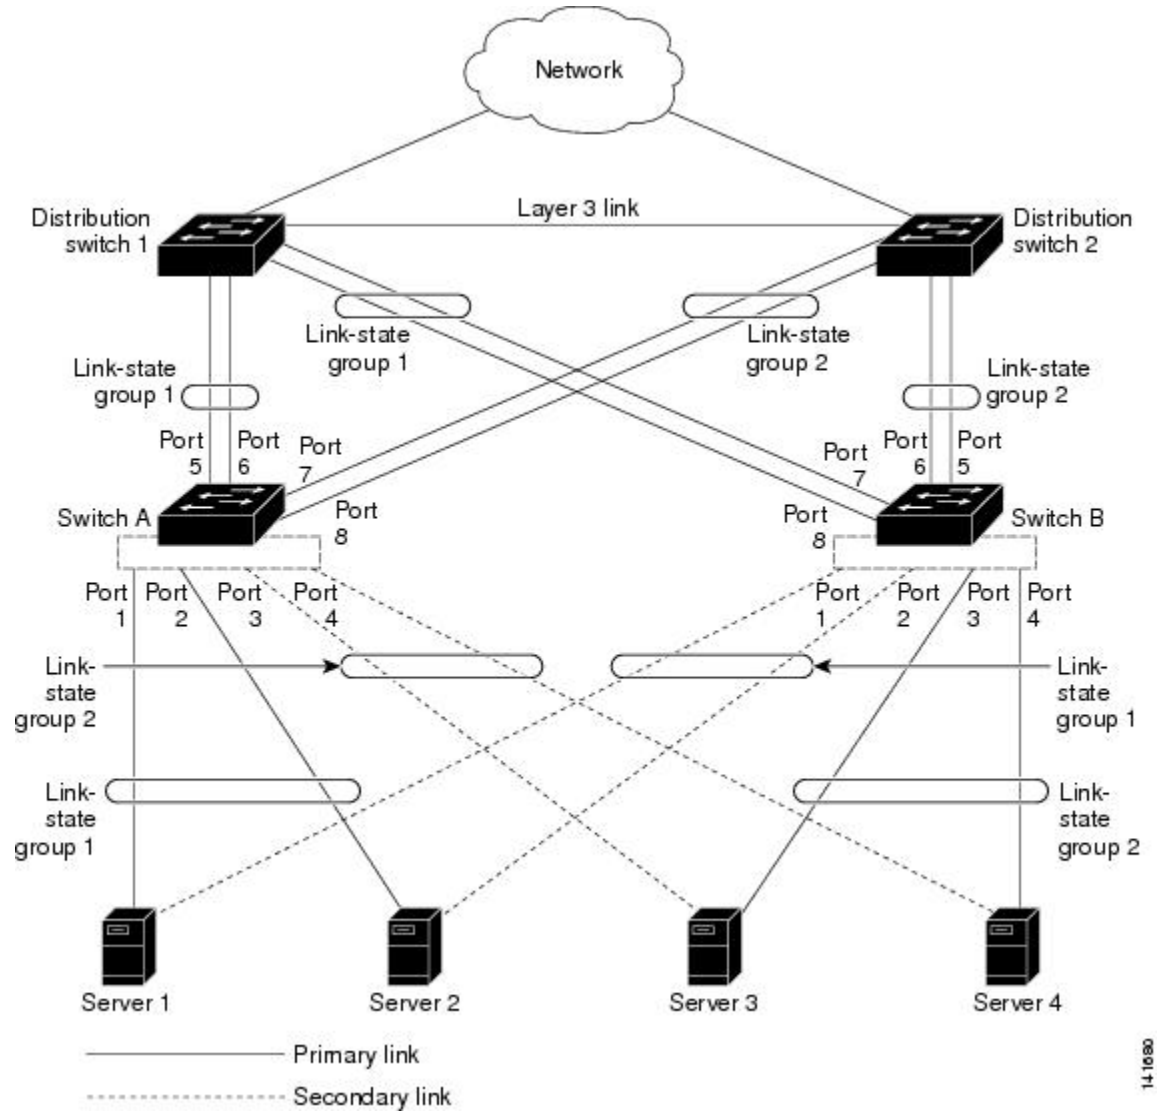 Network
Layer 3 link
Distribution
switch 1
Distribution
switch 2
Link-state
group 1
Link-state
group 2
Link-state
group 1
Link-state
group 2
Port
5
Port
6
Port
7
Port
8
Port
7
Port
6
Port
5
Port
8
Switch A
Switch B
Port
1
Port
2
Port
3
Port
4
Port
1
Port
2
Port
3
Port
4
Link-
state
group 2
Link-
state
group 1
Link-
state
group 1
Link-
state
group 2
Server 1
Server 2
Server 3
Server 4
Primary link
Secondary link
141680